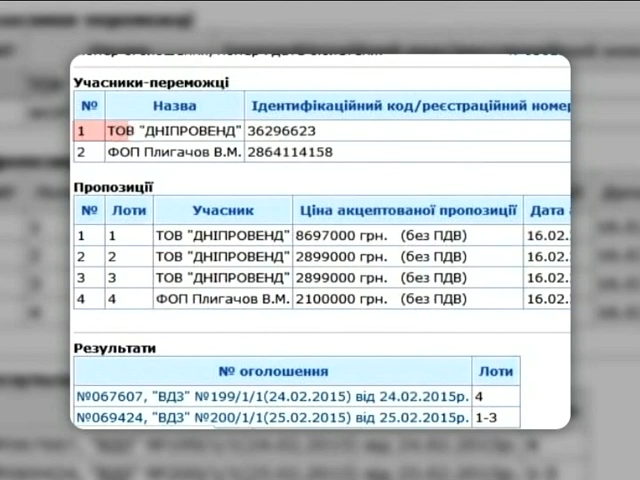 Учасники-переможці
№ Назва Ідентифікаційний код/реєстраційний номер
1 ТОВ "ДНІПРОВЕНД" 36296623
2 ФОП Плигачов В.М. 2864114158
Пропозиції
№ Лоти Учасник Ціна акцептованої пропозиції Дата
1 1 ТОВ "ДНІПРОВЕНД" 8697000 грн. (без ПДВ) 16.02.
2 2 ТОВ "ДНІПРОВЕНД" 2899000 грн. (без ПДВ) 16.02.
3 3 ТОВ "ДНІПРОВЕНД" 2899000 грн. (без ПДВ) 16.02.
4 4 ФОП Плигачов В.М. 2100000 грн. (без ПДВ) 16.02.
Результати
№ оголошення Лоти
№067607, "ВДЗ" №199/1/1(24.02.2015) від 24.02.2015р. 4
№069424, "ВДЗ" №200/1/1(25.02.2015) від 25.02.2015р. 1-3